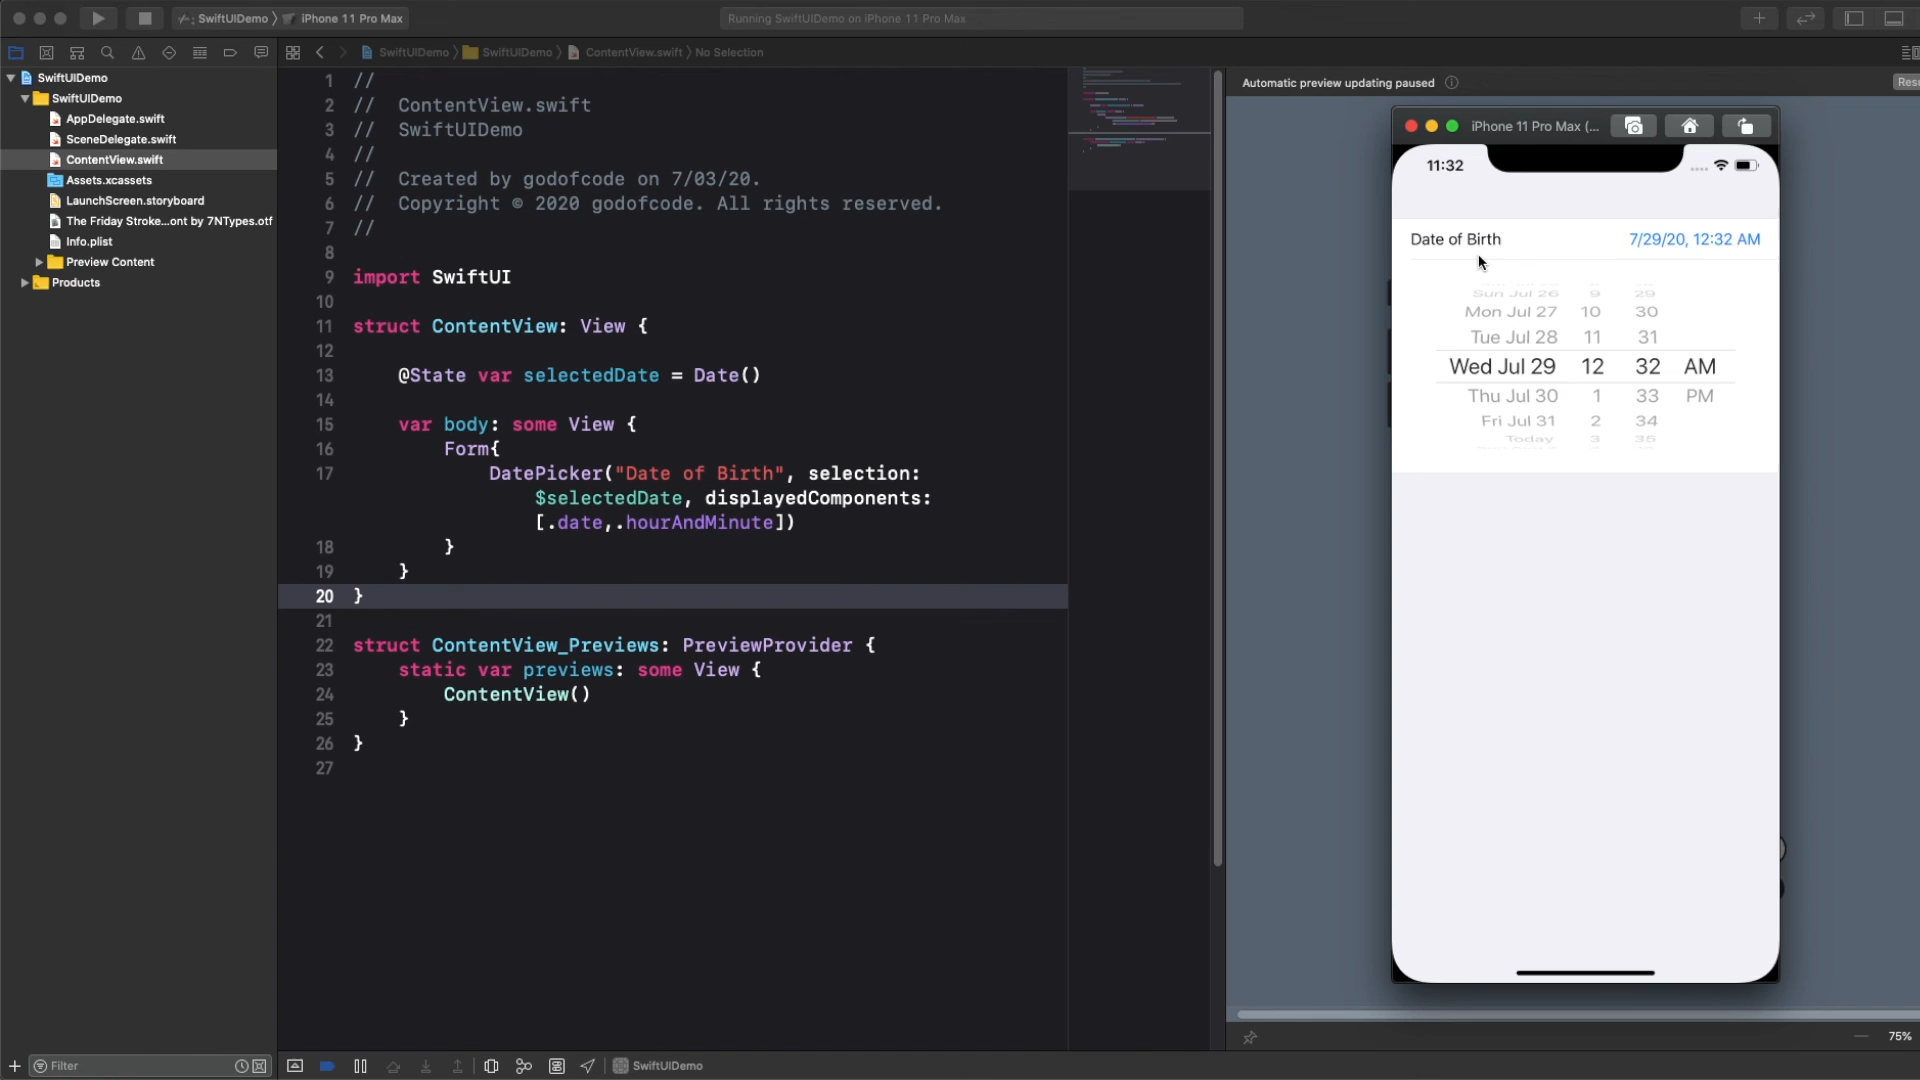 SwiftUIDemo
iPhone 11 Pro Max
Running SwiftUIDemo on iPhone 11 Pro Max
SwiftUIDemo
SwiftUIDemo
ContentView.swift
No Selection
SwiftUIDemo
SwiftUIDemo
AppDelegate.swift
SceneDelegate.swift
ContentView.swift
Assets.xcassets
LaunchScreen.storyboard
The Friday Stroke...ont by 7NTypes.otf
Info.plist
Preview Content
Products
1 //
2 // ContentView.swift
3 // SwiftUIDemo
4 //
5 // Created by godofcode on 7/03/20.
6 // Copyright © 2020 godofcode. All rights reserved.
7 //
8
9 import SwiftUI
10
11 struct ContentView: View {
12
13 @State var selectedDate = Date()
14
15 var body: some View {
16 Form{
17 DatePicker("Date of Birth", selection:
$selectedDate, displayedComponents:
[.date,.hourAndMinute])
18 }
19 }
20 }
21
22 struct ContentView_Previews: PreviewProvider {
23 static var previews: some View {
24 ContentView()
25 }
26 }
27
Automatic preview updating paused
Res
iPhone 11 Pro Max (...
11:32
Date of Birth 7/29/20, 12:32 AM
Sun Jul 26 9 29
Mon Jul 27 10 30
Tue Jul 28 11 31
Wed Jul 29 12 32 AM
Thu Jul 30 1 33 PM
Fri Jul 31 2 34
Today 3 35
75%
Filter
SwiftUIDemo